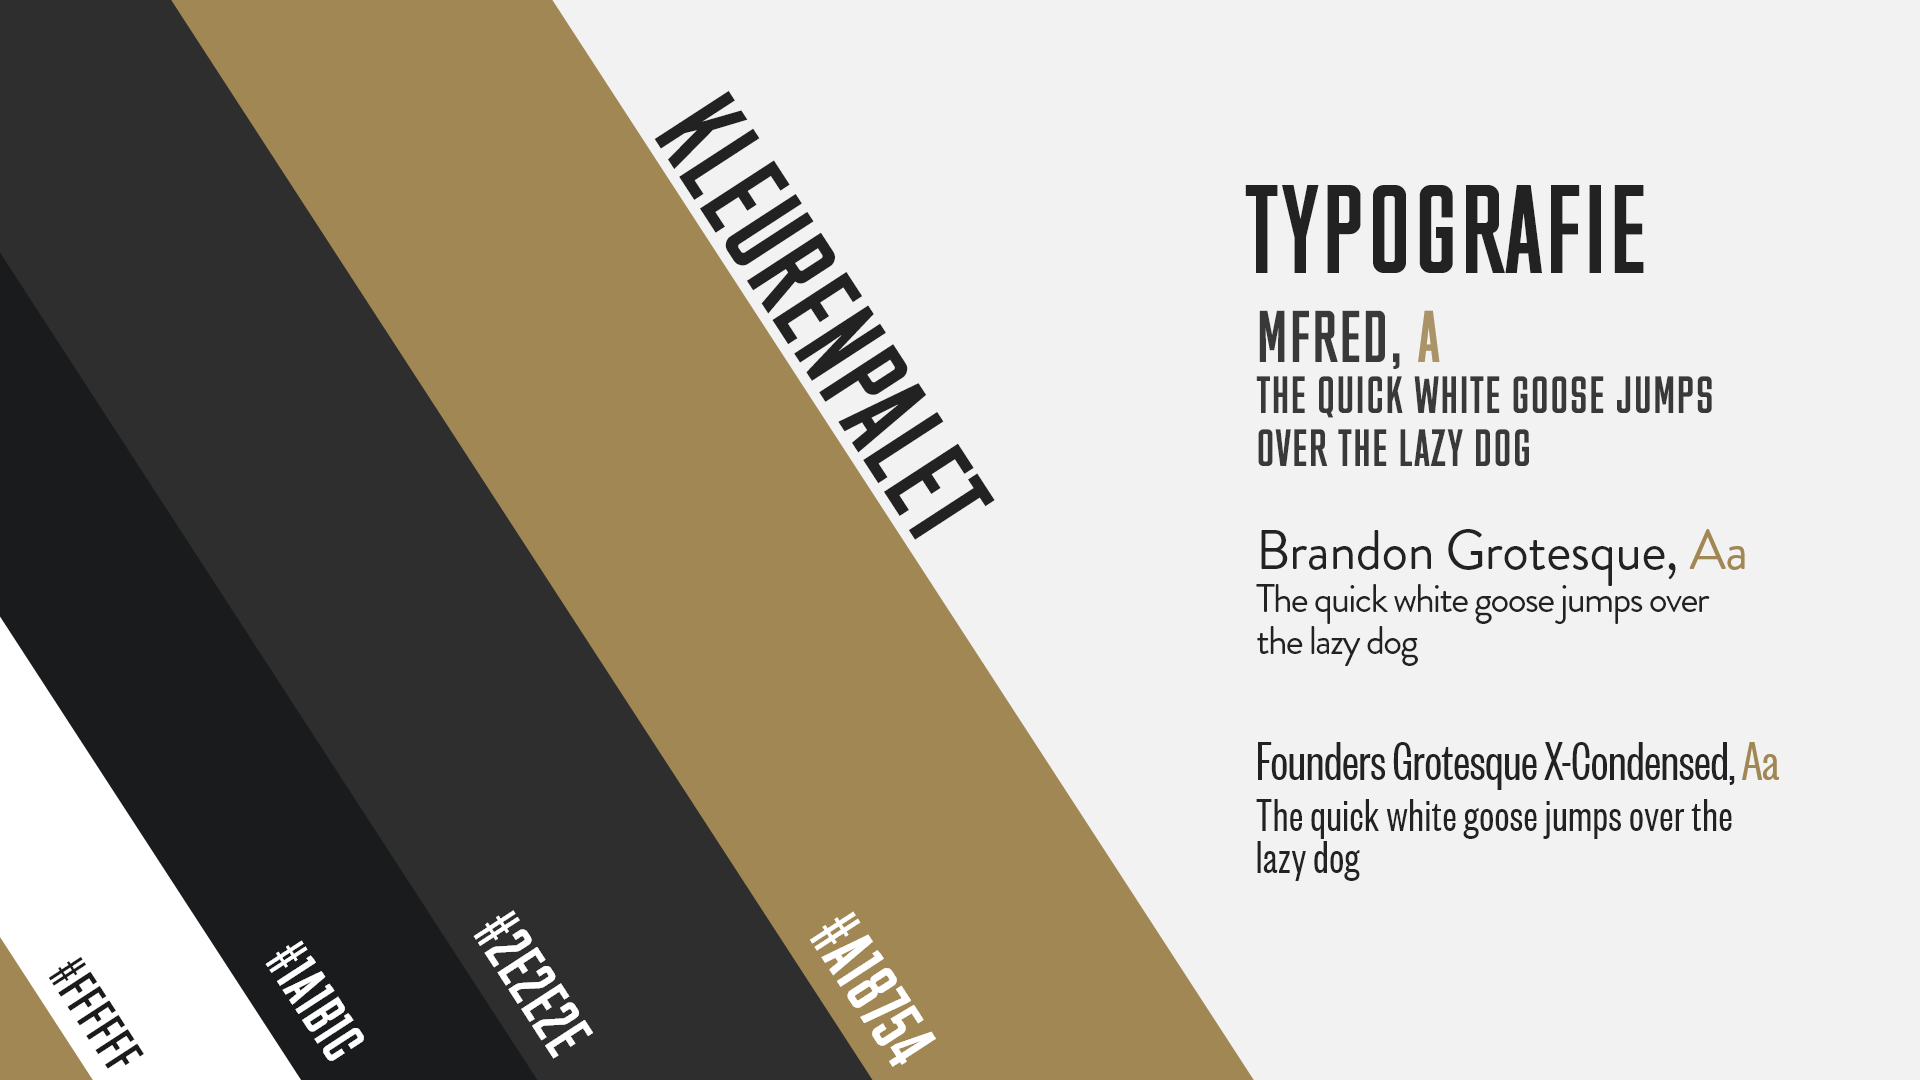 KLEURENPALET
#FFFFFF
#1A1B1C
#2E2E2F
#A18754
TYPOGRAFIE
MFRED, A
THE QUICK WHITE GOOSE JUMPS
OVER THE LAZY DOG
Brandon Grotesque, Aa
The quick white goose jumps over
the lazy dog
Founders Grotesque X-Condensed, Aa
The quick white goose jumps over the
lazy dog